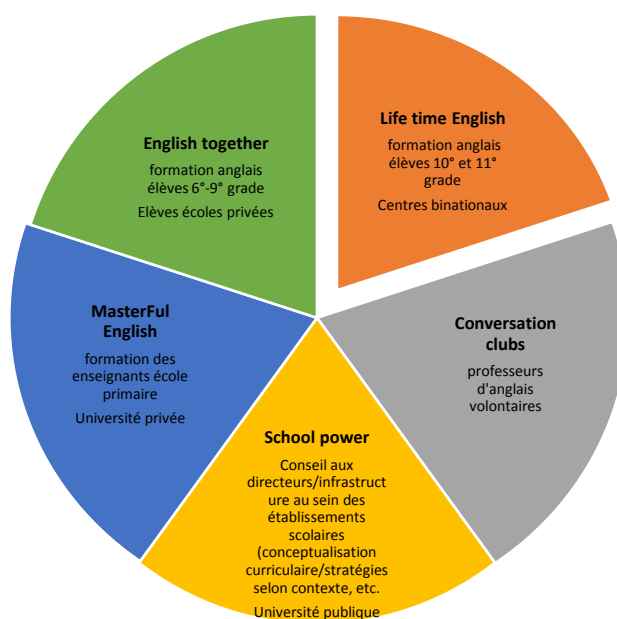 English together
formation anglais
élèves 6°-9° grade
Elèves écoles privées
Life time English
formation anglais
élèves 10° et 11°
grade
Centres binationaux
MasterFul
English
formation des
enseignants école
primaire
Université privée
Conversation
clubs
professeurs
d'anglais
volontaires
School power
Conseil aux
directeurs/infrastruct
ure au sein des
établissements
scolaires
(conceptualisation
curriculaire/stratégies
selon contexte, etc.
Université publique